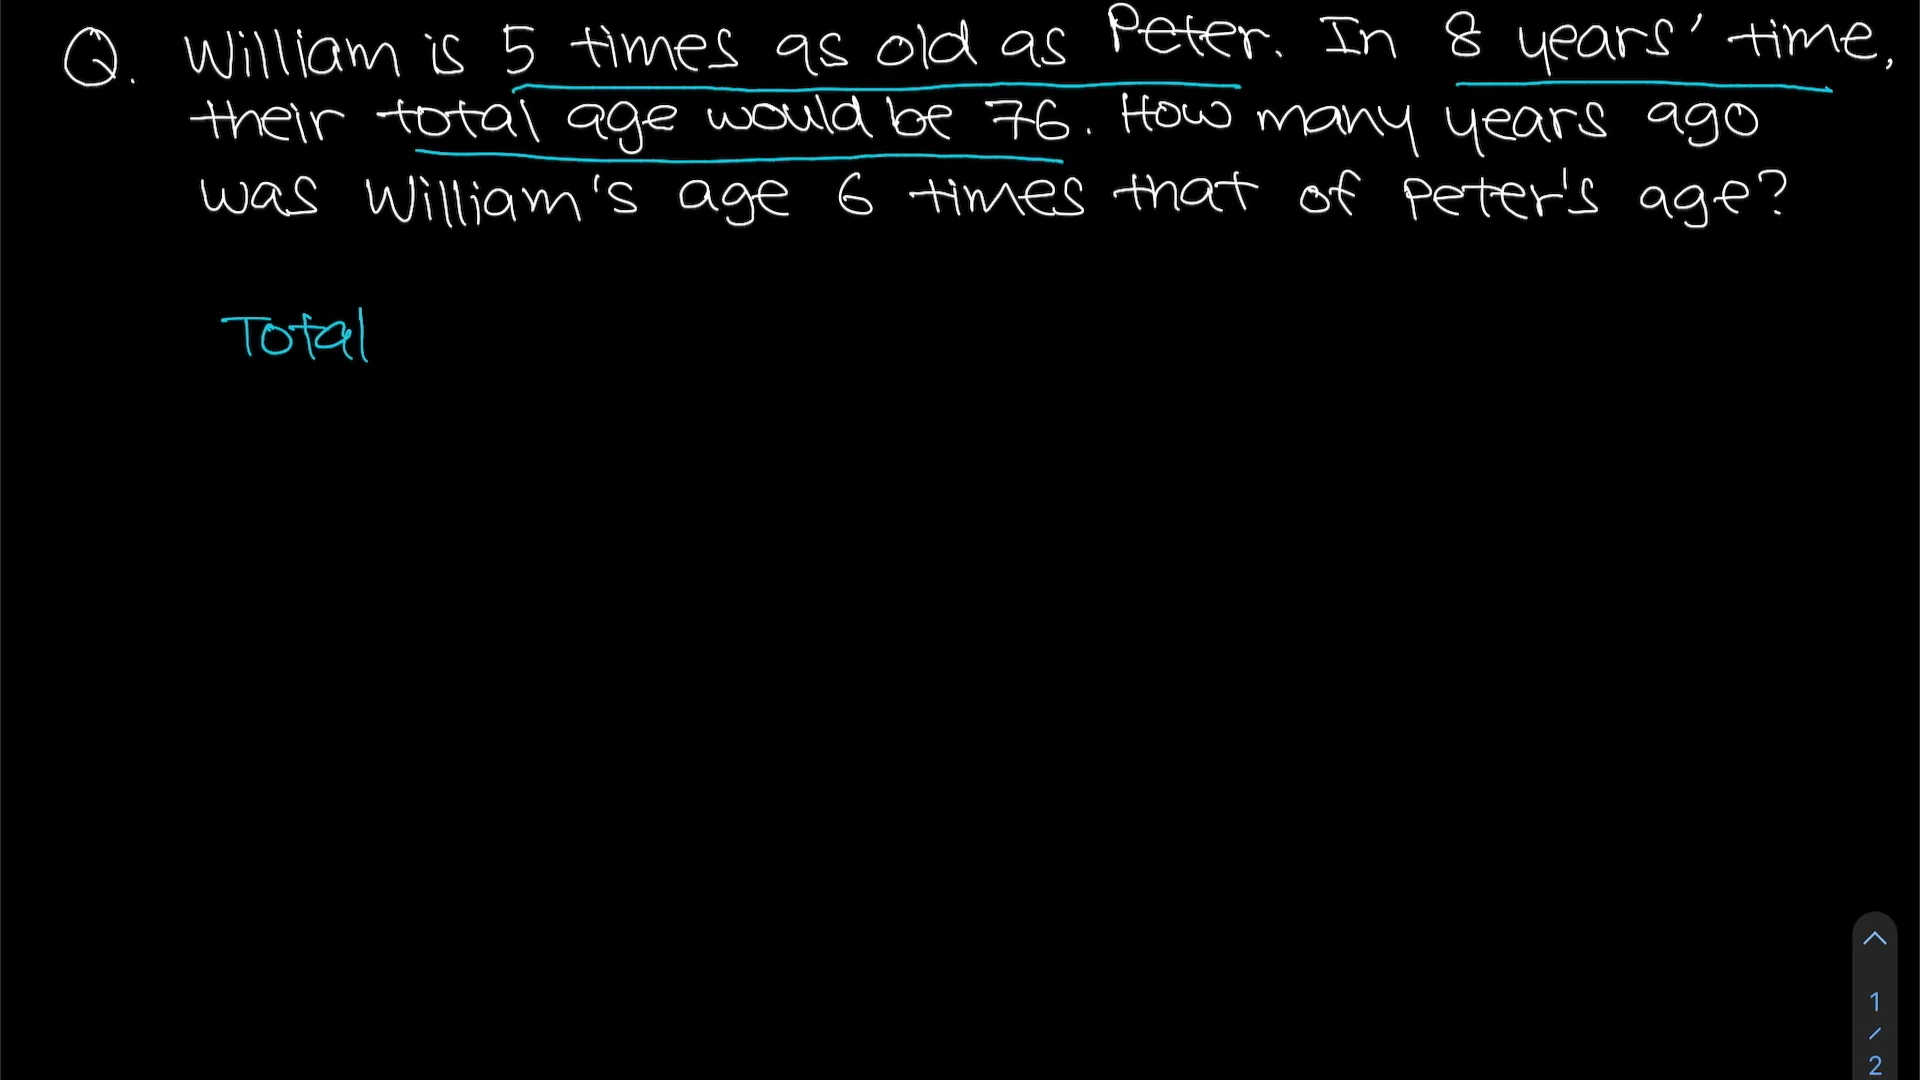 Q. William is 5 times as old as Peter. In 8 years' time,
their total age would be 76. How many years ago
was William's age 6 times that of Peter's age?
Total
1
/
2